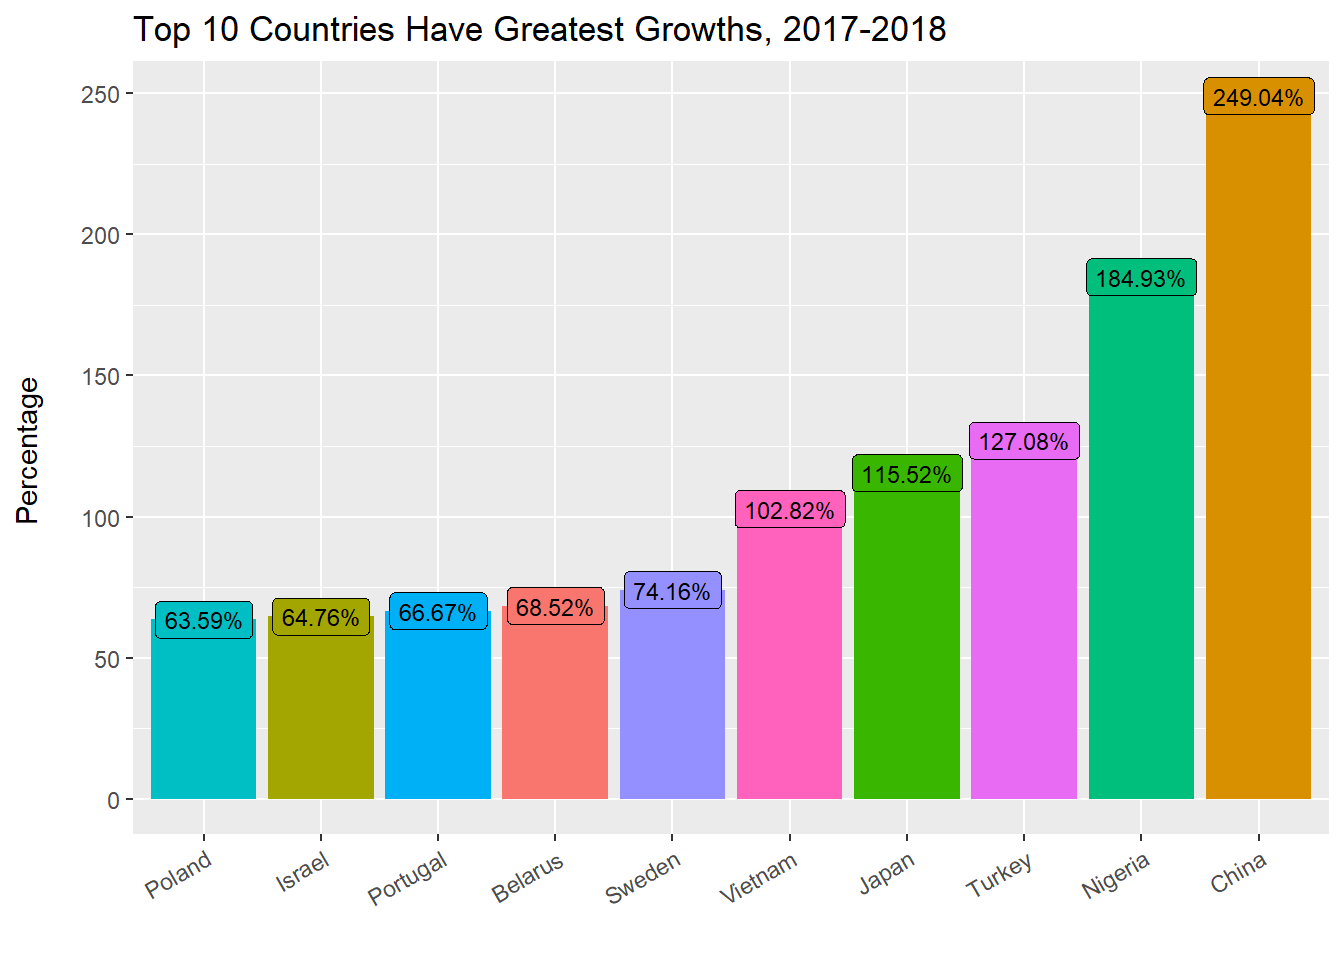 Top 10 Countries Have Greatest Growths, 2017-2018
Percentage
250
200
150
100
50
0
63.59%
64.76%
66.67%
68.52%
74.16%
102.82%
115.52%
127.08%
184.93%
249.04%
Poland
Israel
Portugal
Belarus
Sweden
Vietnam
Japan
Turkey
Nigeria
China